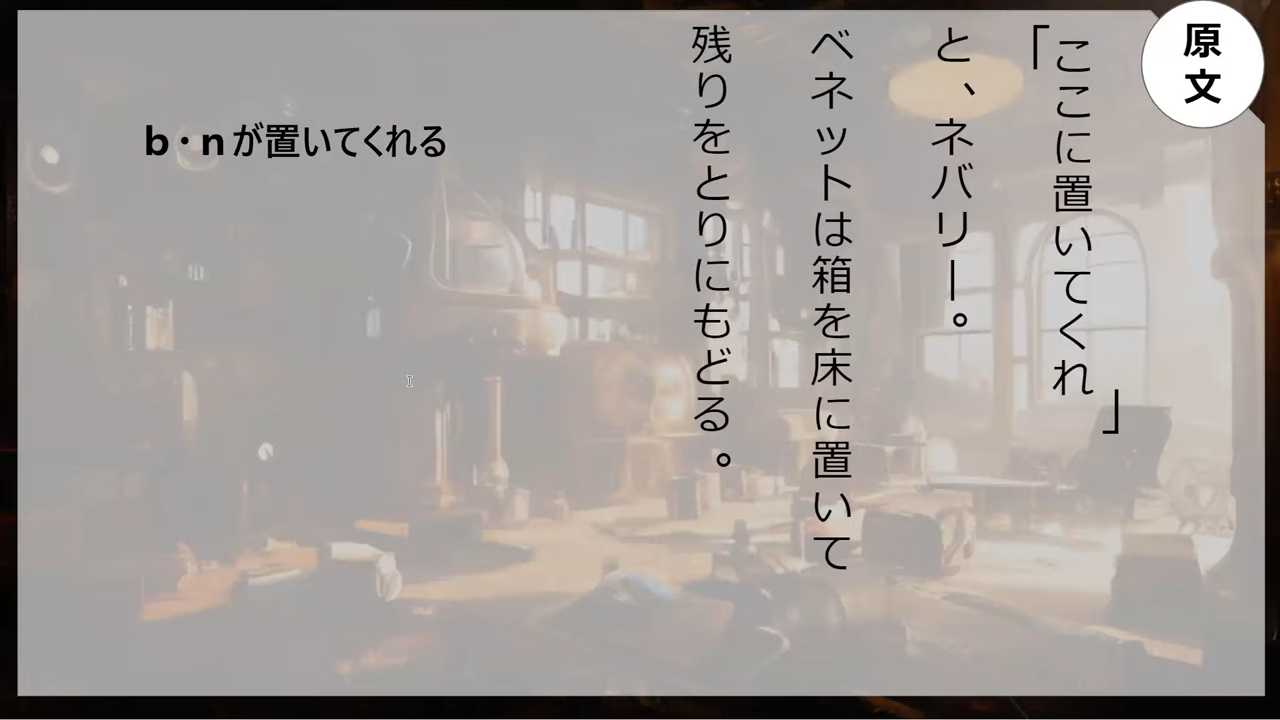 原文
「ここに置いてくれ」
と、ネバリー。
ベネットは箱を床に置いて
残りをとりにもどる。
b・nが置いてくれる